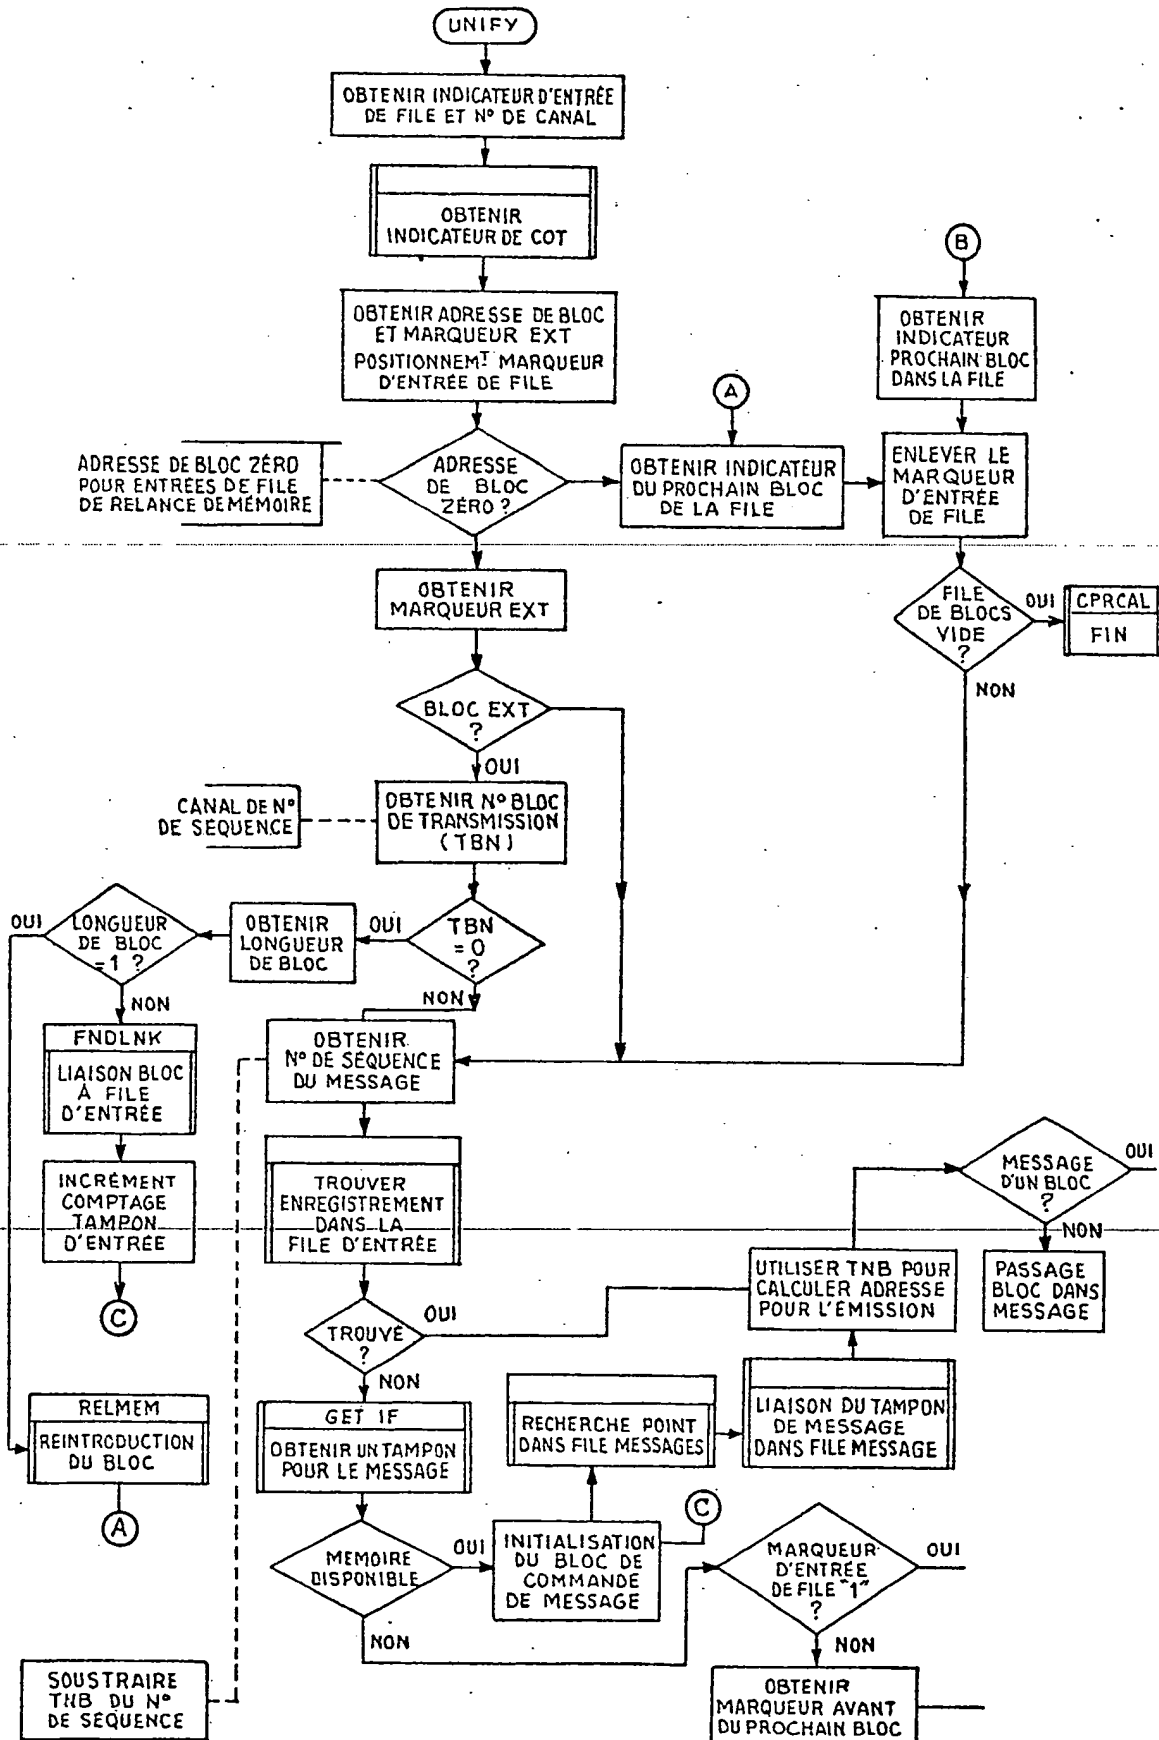 UNIFY
OBTENIR INDICATEUR D'ENTRÉE
DE FILE ET N° DE CANAL
OBTENIR
INDICATEUR DE COT
OBTENIR ADRESSE DE BLOC
ET MARQUEUR EXT
POSITIONNEMT MARQUEUR
D'ENTRÉE DE FILE
B
OBTENIR
INDICATEUR
PROCHAIN BLOC
DANS LA FILE
A
ADRESSE DE BLOC ZÉRO
POUR ENTRÉES DE FILE
DE RELANCE DE MÉMOIRE
ADRESSE
DE BLOC
ZÉRO ?
OBTENIR INDICATEUR
DU PROCHAIN BLOC
DE LA FILE
ENLEVER LE
MARQUEUR
D'ENTRÉE
DE FILE
OBTENIR
MARQUEUR EXT
FILE
DE BLOCS
VIDE
?
OUI
CPRCAL
FIN
NON
BLOC EXT
?
OUI
CANAL DE N°
DE SÉQUENCE
OBTENIR N° BLOC
DE TRANSMISSION
(TBN)
OUI
LONGUEUR
DE BLOC
=1 ?
OBTENIR
LONGUEUR
DE BLOC
OUI
TBN
=0
?
NON
NON
FNDLNK
LIAISON BLOC
À FILE
D'ENTRÉE
OBTENIR
N° DE SÉQUENCE
DU MESSAGE
INCRÉMENT
COMPTAGE
TAMPON
D'ENTRÉE
TROUVER
ENREGISTREMENT
DANS LA
FILE D'ENTRÉE
MESSAGE
D'UN BLOC
?
OUI
NON
C
UTILISER TNB POUR
CALCULER ADRESSE
POUR L'ÉMISSION
PASSAGE
BLOC DANS
MESSAGE
TROUVÉ
?
OUI
NON
RELMEM
RÉINTRODUCTION
DU BLOC
GET IF
OBTENIR UN TAMPON
POUR LE MESSAGE
RECHERCHE POINT
DANS FILE MESSAGES
LIAISON DU TAMPON
DE MESSAGE
DANS FILE MESSAGE
A
C
MEMOIRE
DISPONIBLE
OUI
INITIALISATION
DU BLOC DE
COMMANDE
DE MESSAGE
MARQUEUR
D'ENTRÉE
DE FILE "1"
?
OUI
NON
NON
SOUSTRAIRE
TNB DU N°
DE SÉQUENCE
OBTENIR
MARQUEUR AVANT
DU PROCHAIN BLOC